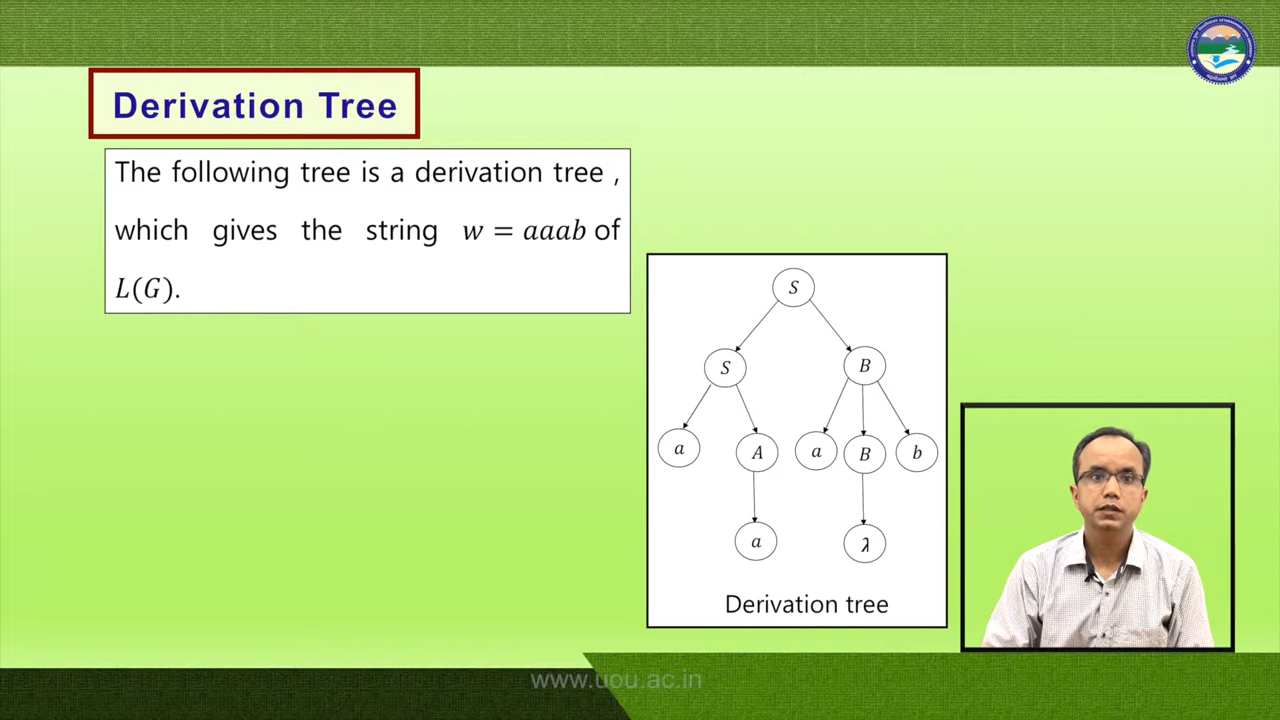 Derivation Tree
The following tree is a derivation tree ,
which gives the string w = aaab of
L(G).
S
S B
a A a B b
a λ
Derivation tree
www.uou.ac.in